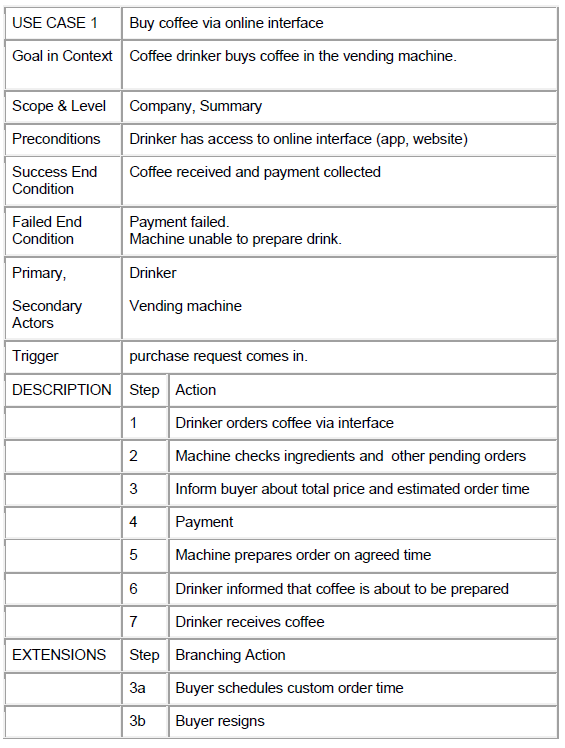 USE CASE 1 Buy coffee via online interface
Goal in Context Coffee drinker buys coffee in the vending machine.
Scope & Level Company, Summary
Preconditions Drinker has access to online interface (app, website)
Success End Condition Coffee received and payment collected
Failed End Condition Payment failed.
Machine unable to prepare drink.
Primary, Drinker
Secondary Actors Vending machine
Trigger purchase request comes in.
DESCRIPTION Step Action
1 Drinker orders coffee via interface
2 Machine checks ingredients and other pending orders
3 Inform buyer about total price and estimated order time
4 Payment
5 Machine prepares order on agreed time
6 Drinker informed that coffee is about to be prepared
7 Drinker receives coffee
EXTENSIONS Step Branching Action
3a Buyer schedules custom order time
3b Buyer resigns